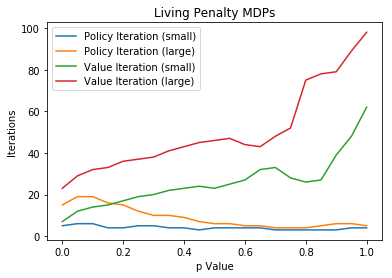 Living Penalty MDPs
Policy Iteration (small)
Policy Iteration (large)
Value Iteration (small)
Value Iteration (large)
100
80
60
40
20
0
Iterations
0.0 0.2 0.4 0.6 0.8 1.0
p Value